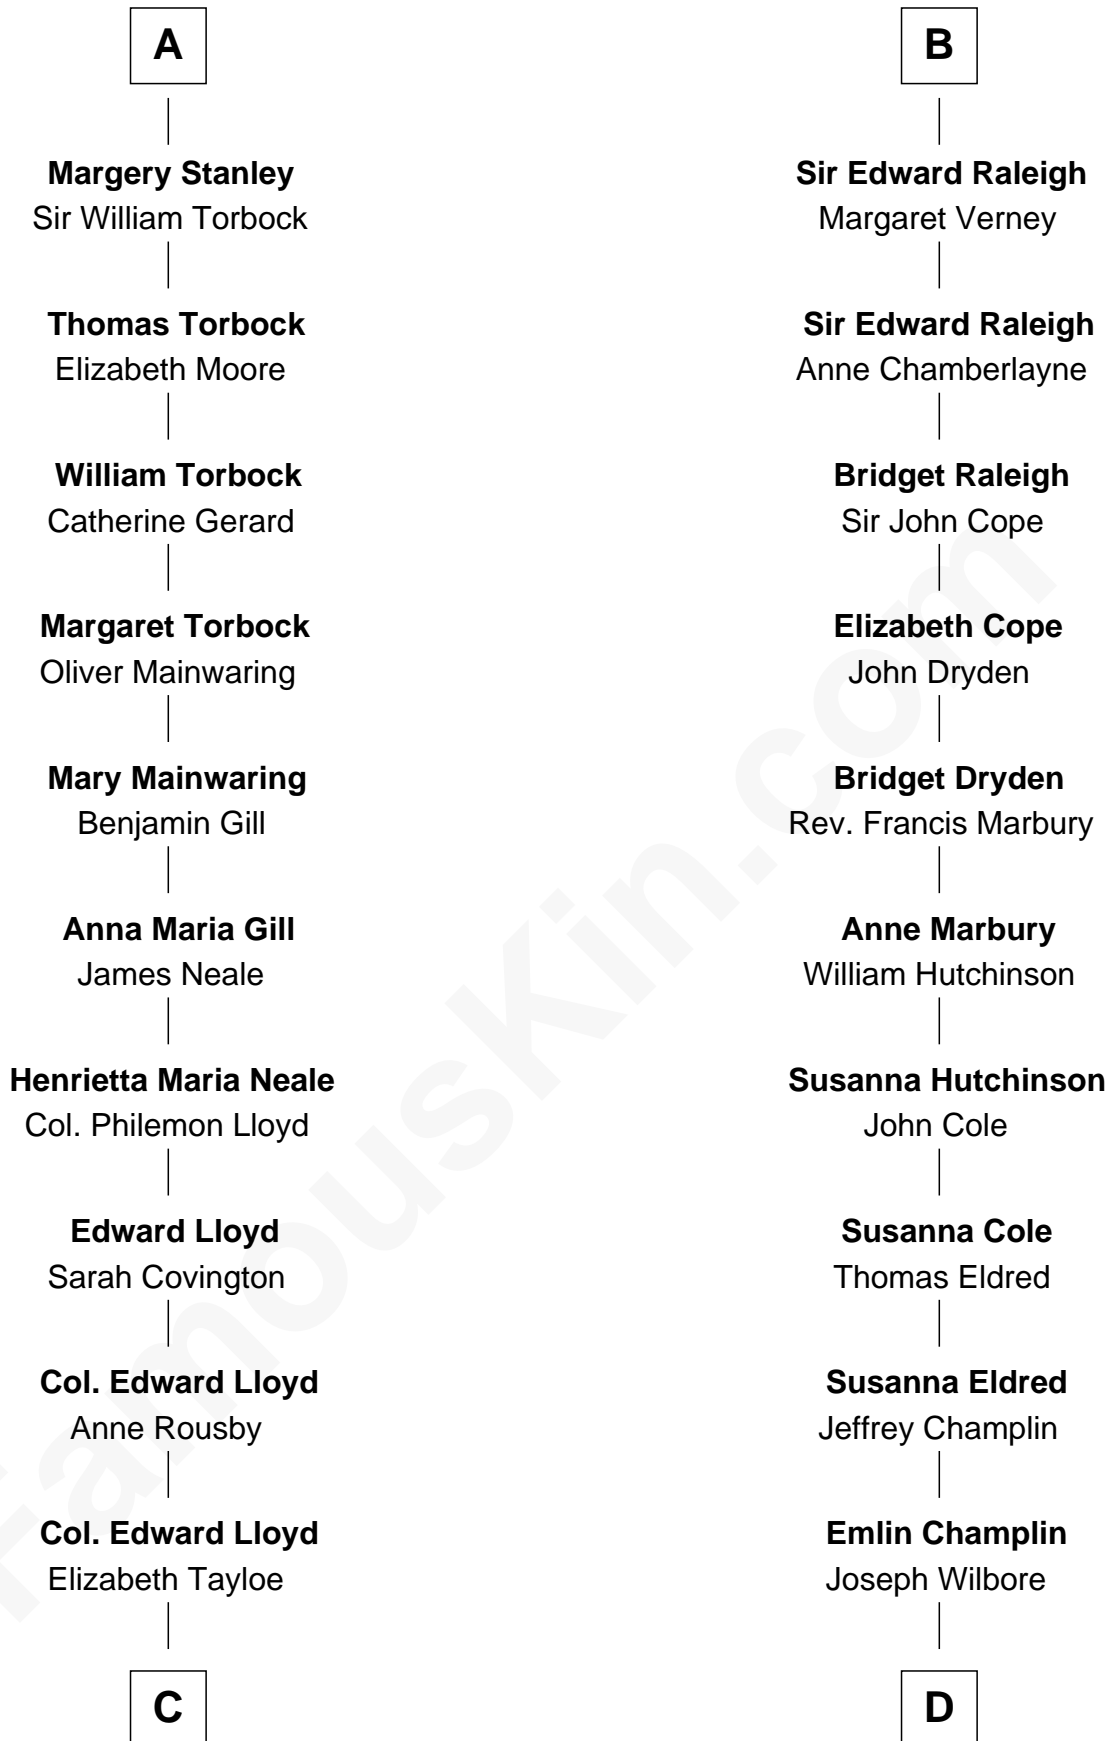 A
Margery Stanley
Sir William Torbock
Thomas Torbock
Elizabeth Moore
William Torbock
Catherine Gerard
Margaret Torbock
Oliver Mainwaring
Mary Mainwaring
Benjamin Gill
Anna Maria Gill
James Neale
Henrietta Maria Neale
Col. Philemon Lloyd
Edward Lloyd
Sarah Covington
Col. Edward Lloyd
Anne Rousby
Col. Edward Lloyd
Elizabeth Tayloe
C
B
Sir Edward Raleigh
Margaret Verney
Sir Edward Raleigh
Anne Chamberlayne
Bridget Raleigh
Sir John Cope
Elizabeth Cope
John Dryden
Bridget Dryden
Rev. Francis Marbury
Anne Marbury
William Hutchinson
Susanna Hutchinson
John Cole
Susanna Cole
Thomas Eldred
Susanna Eldred
Jeffrey Champlin
Emlin Champlin
Joseph Wilbore
D
FamousKin.com